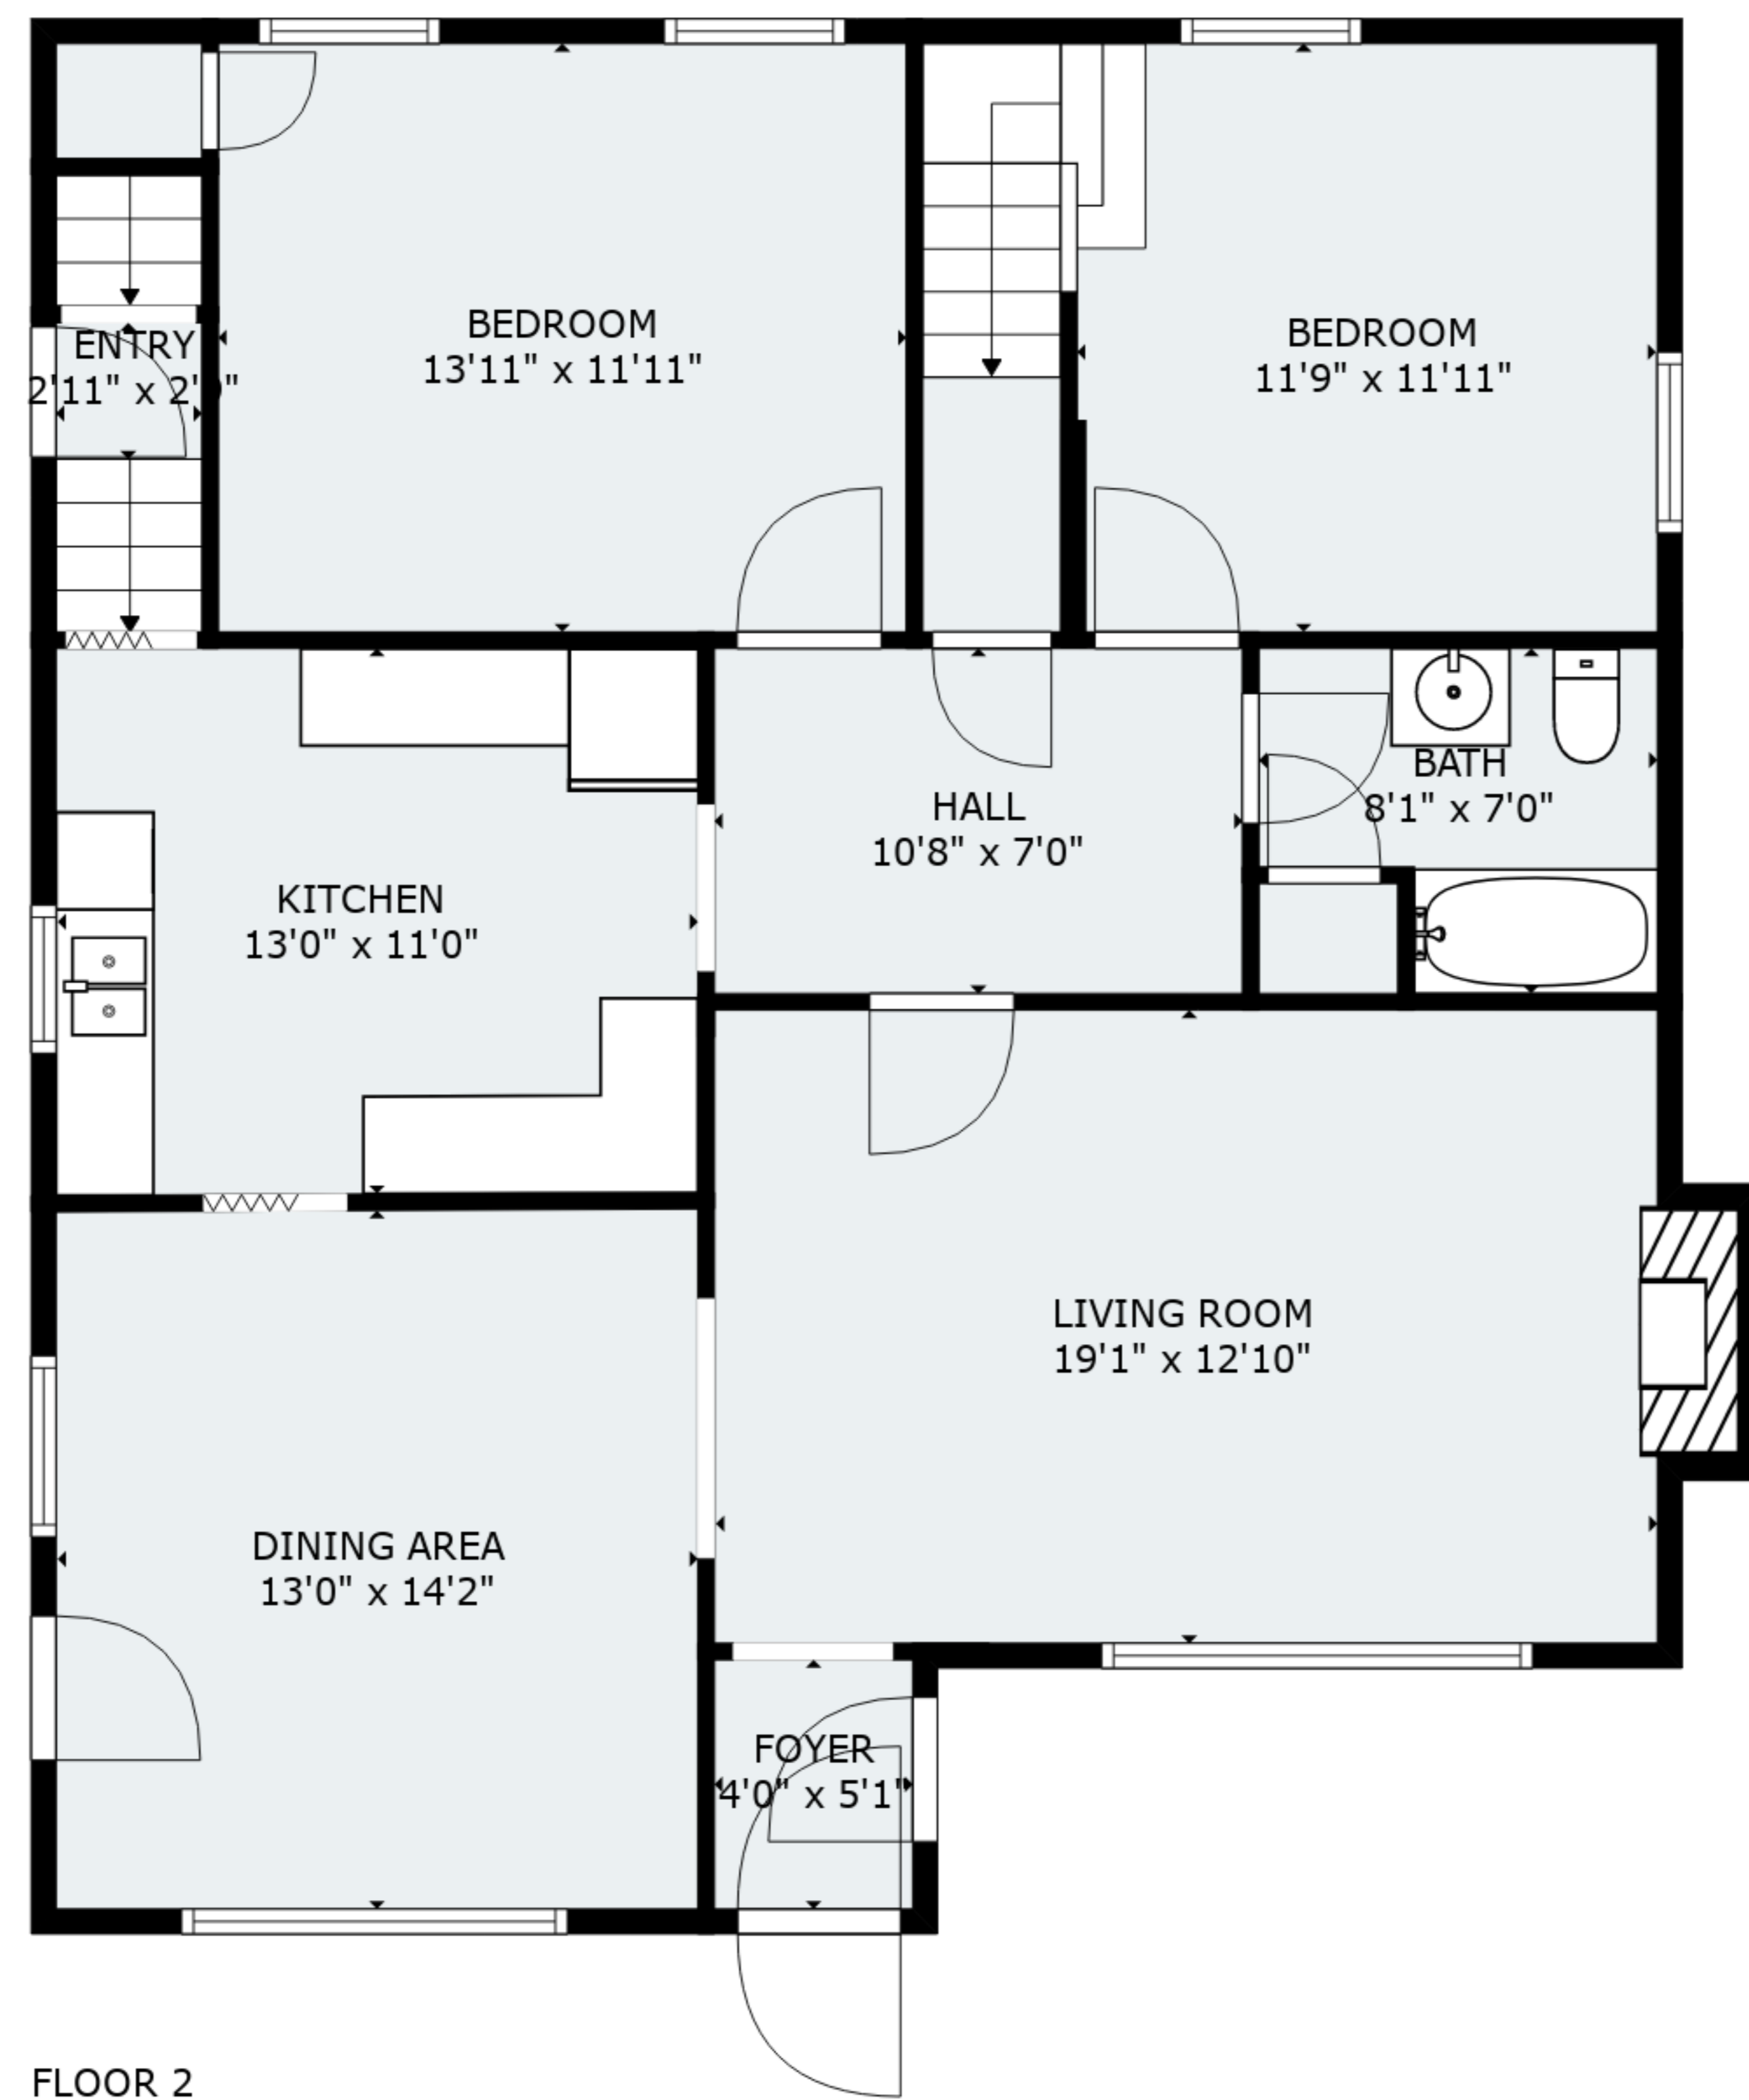 BEDROOM
13'11" x 11'11"
BEDROOM
11'9" x 11'11"
ENTRY
2'11" x
BATH
8'1" x 7'0"
HALL
10'8" x 7'0"
KITCHEN
13'0" x 11'0"
LIVING ROOM
19'1" x 12'10"
DINING AREA
13'0" x 14'2"
FOYER
4'0" x 5'1"
FLOOR 2